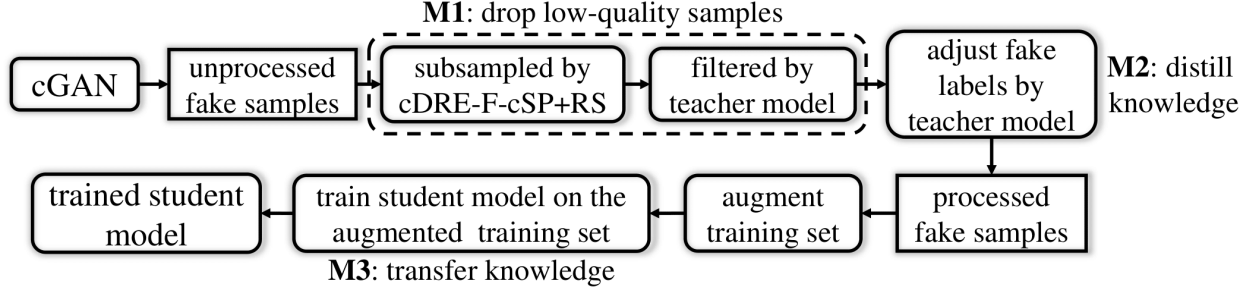 M1: drop low-quality samples
cGAN
unprocessed
fake samples
subsampled by
cDRE-F-cSP+RS
filtered by
teacher model
adjust fake
labels by
teacher model
M2: distill
knowledge
processed
fake samples
augment
training set
train student model on the
augmented training set
M3: transfer knowledge
trained student
model